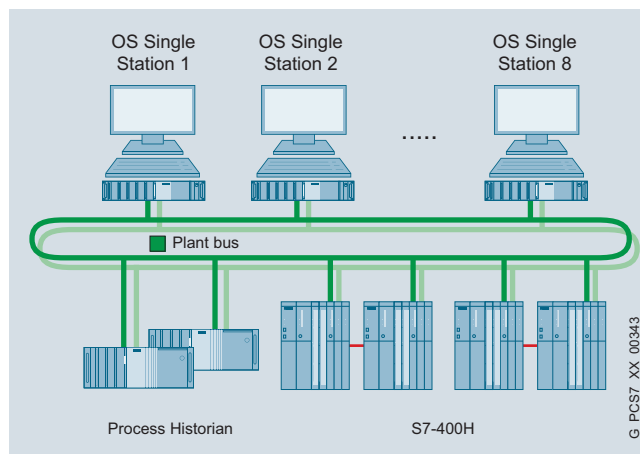 OS Single
Station 1
OS Single
Station 2
OS Single
Station 8
.....
Plant bus
Process Historian
S7-400H
G_PCS7_XX_00343